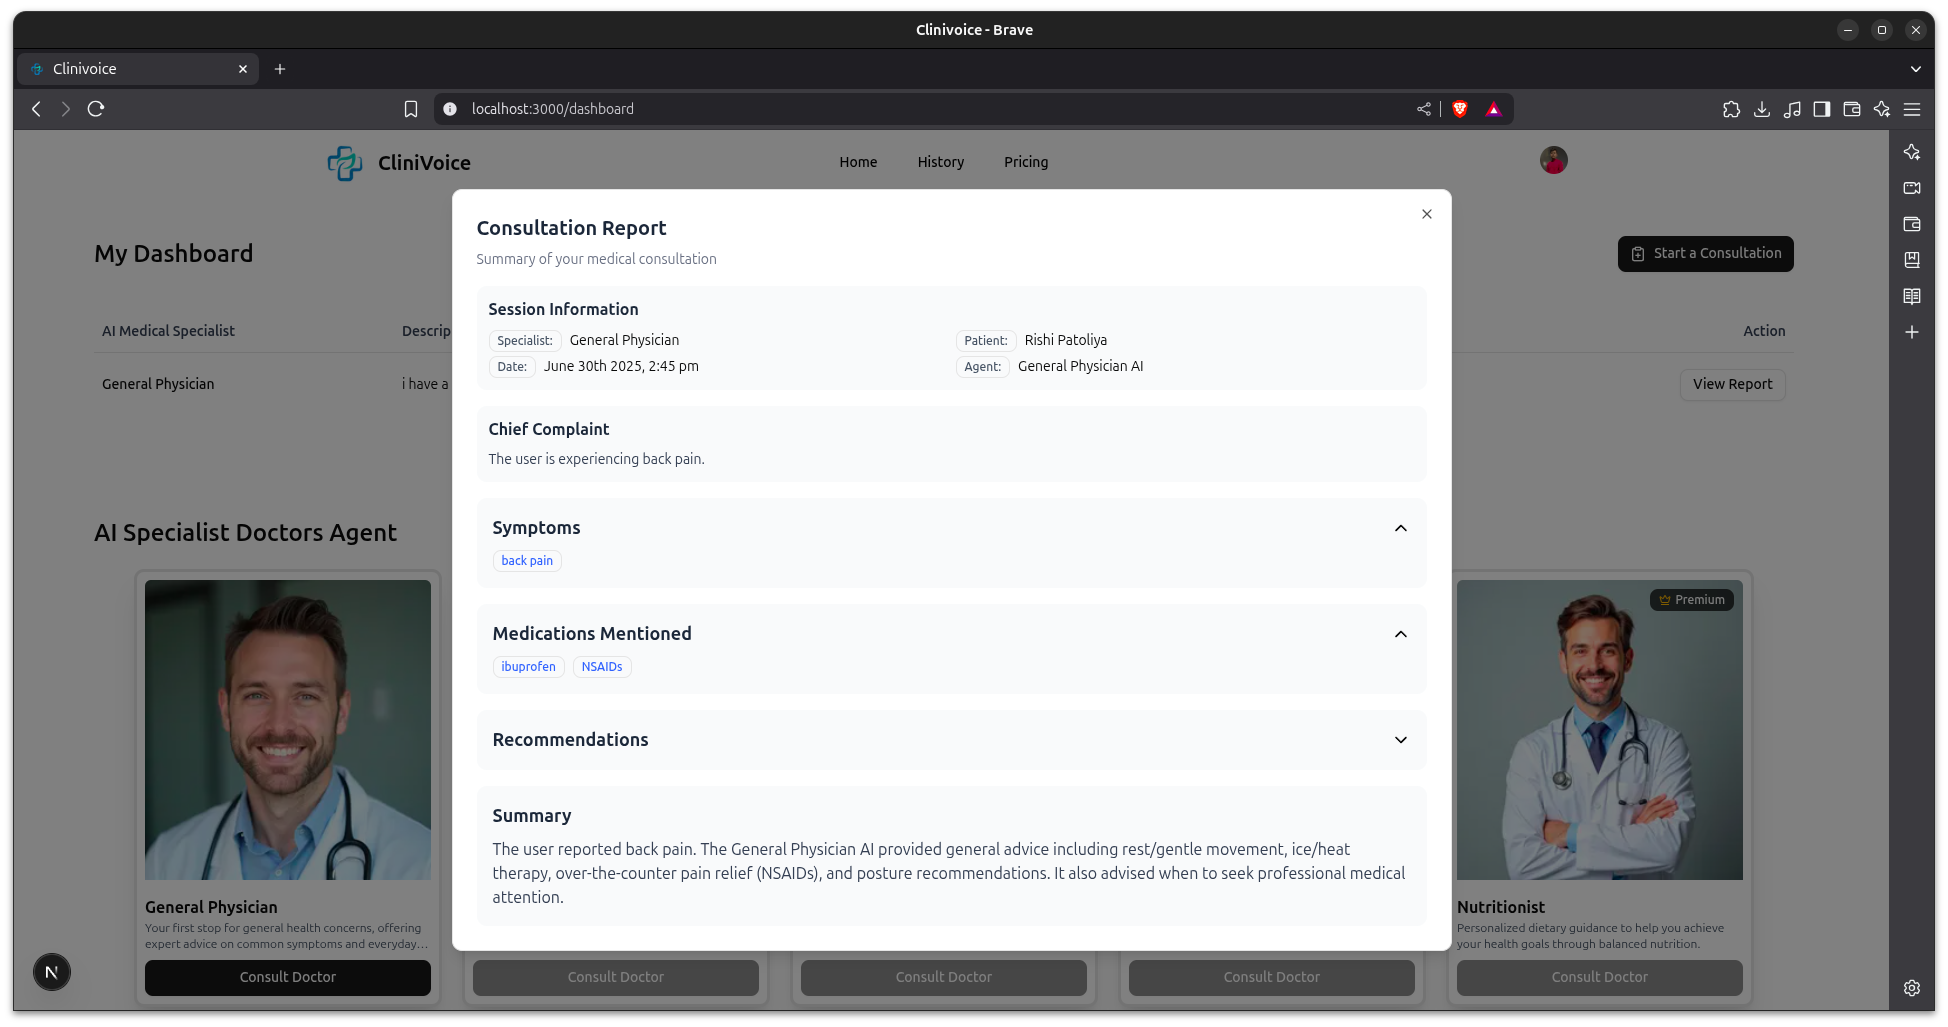 Clinivoice - Brave
Clinivoice
localhost:3000/dashboard
CliniVoice
Home
History
Pricing
My Dashboard
Start a Consultation
AI Medical Specialist
Descrip
Action
General Physician
i have a
View Report
Consultation Report
Summary of your medical consultation
Session Information
Specialist: General Physician
Patient: Rishi Patoliya
Date: June 30th 2025, 2:45 pm
Agent: General Physician AI
Chief Complaint
The user is experiencing back pain.
Symptoms
back pain
Medications Mentioned
ibuprofen
NSAIDs
Recommendations
Summary
The user reported back pain. The General Physician AI provided general advice including rest/gentle movement, ice/heat
therapy, over-the-counter pain relief (NSAIDs), and posture recommendations. It also advised when to seek professional medical
attention.
AI Specialist Doctors Agent
General Physician
Your first stop for general health concerns, offering
expert advice on common symptoms and everyday...
Consult Doctor
Consult Doctor
Consult Doctor
Consult Doctor
Premium
Nutritionist
Personalized dietary guidance to help you achieve
your health goals through balanced nutrition.
Consult Doctor
N